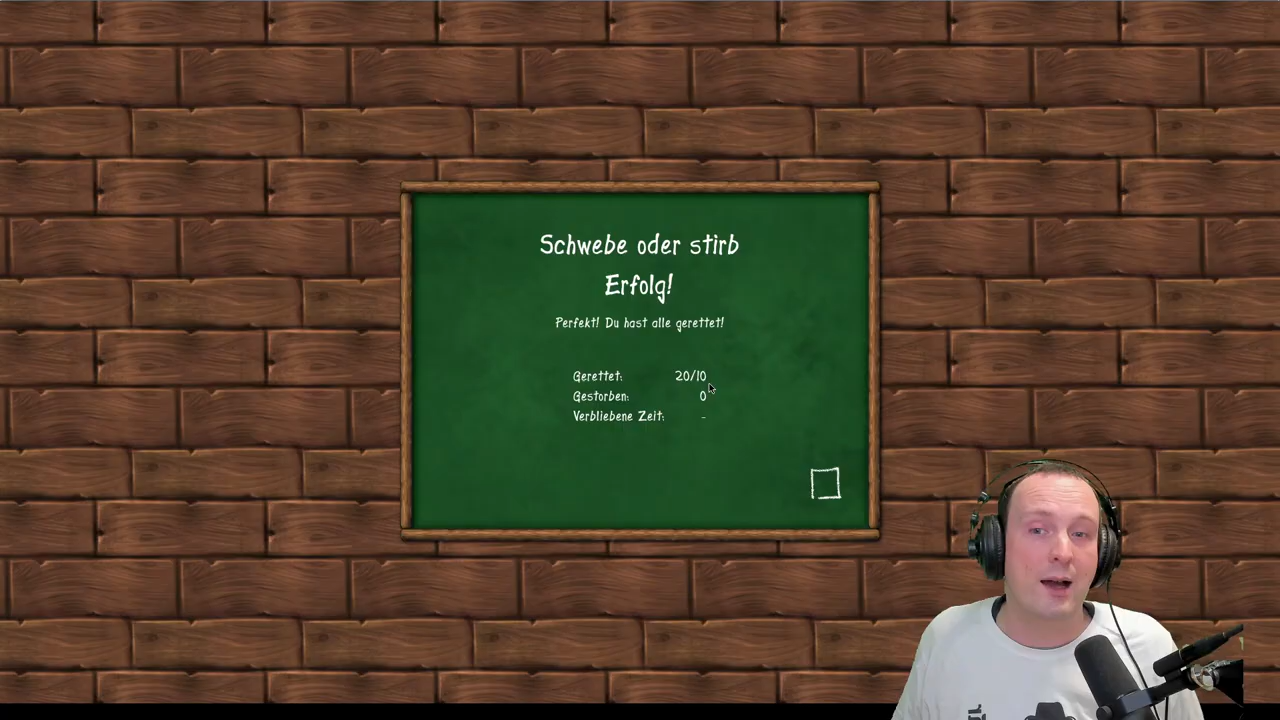 Schwebe oder stirb
Erfolg!
Perfekt! Du hast alle gerettet!
Gerettet: 20/10
Gestorben: 0
Verbliebene Zeit: -